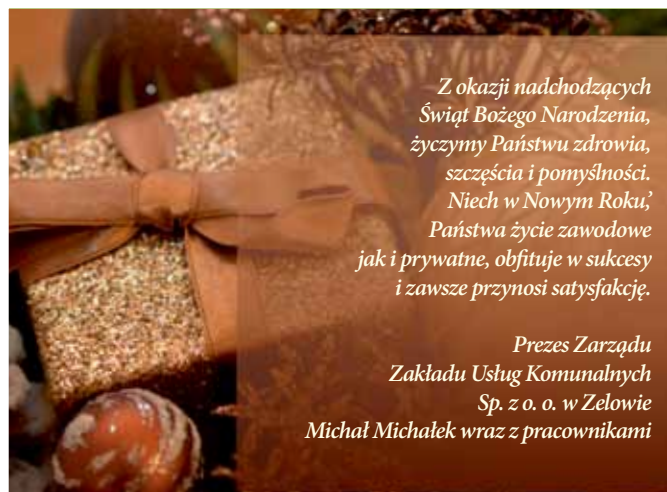 Z okazji nadchodzących
Świąt Bożego Narodzenia,
życzymy Państwu zdrowia,
szczęścia i pomyślności.
Niech w Nowym Roku,’
Państwa życie zawodowe
jak i prywatne, obfituje w sukcesy
i zawsze przynosi satysfakcję.
Prezes Zarządu
Zakładu Usług Komunalnych
Sp. z o. o. w Zelowie
Michał Michałek wraz z pracownikami